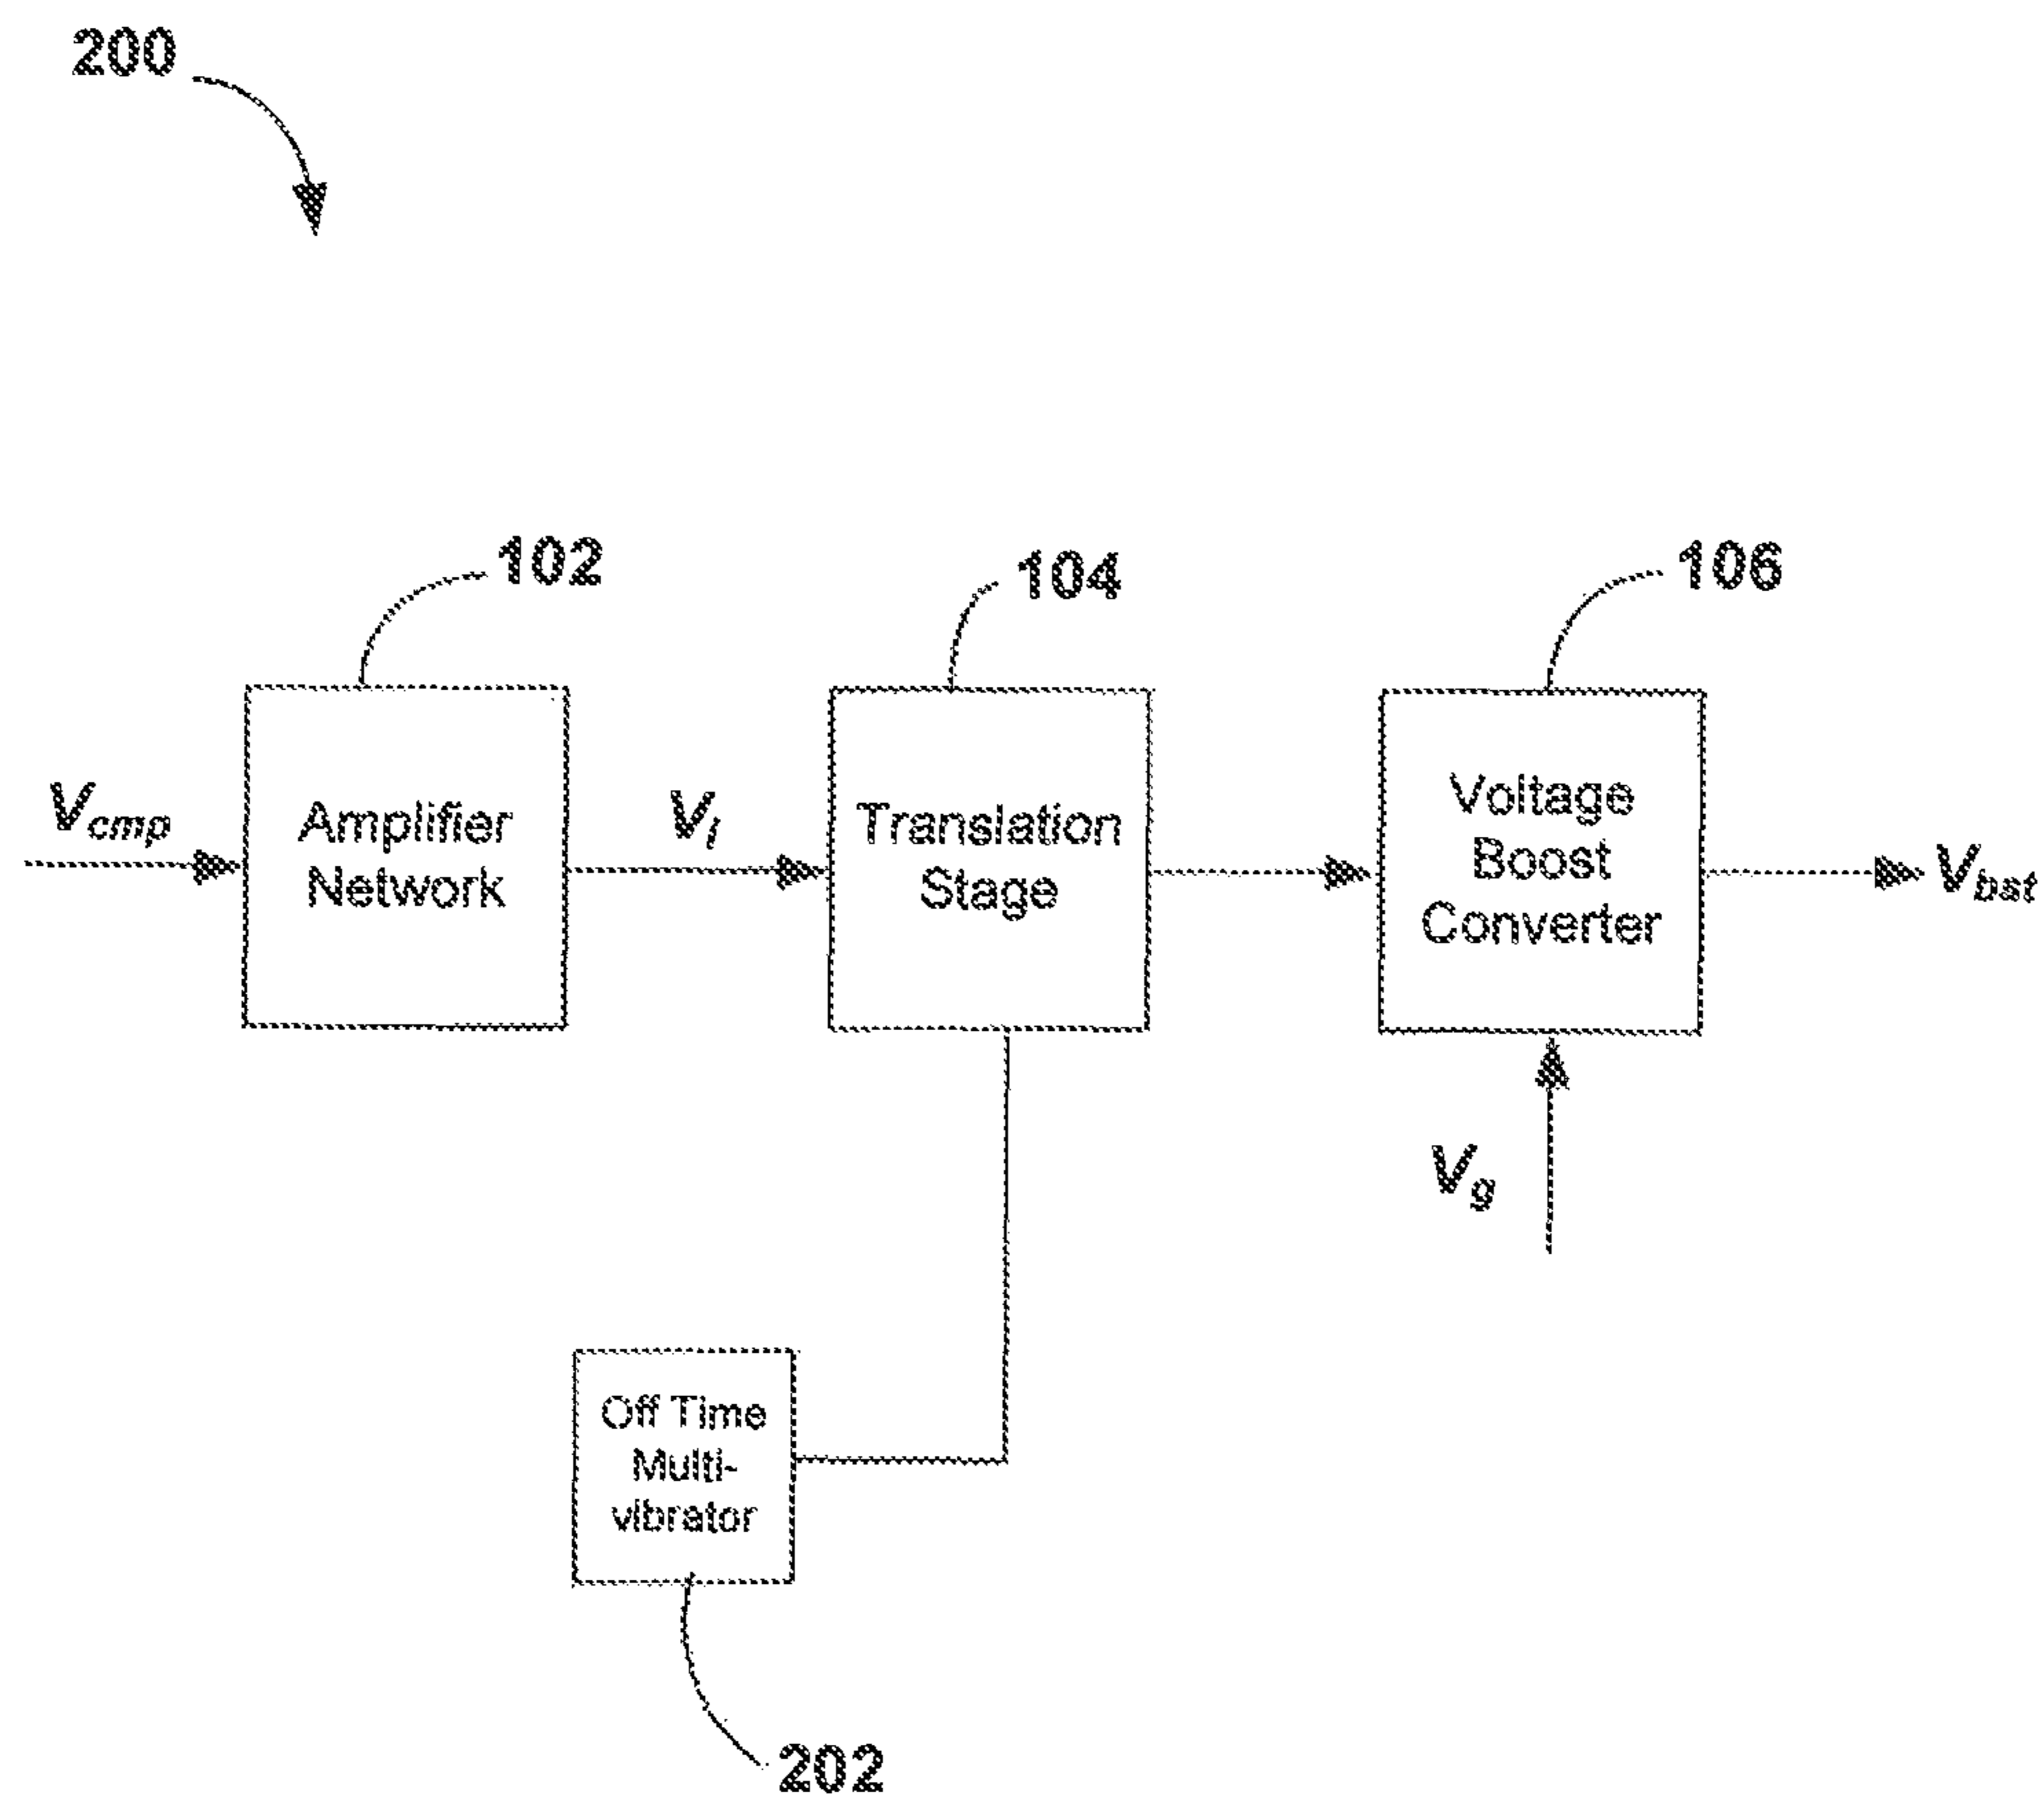 200
102
104
106
Vcmp
Amplifier
Network
Vi
Translation
Stage
Voltage
Boost
Converter
Vbst
Vg
Off Time
Multi-
vibrator
202